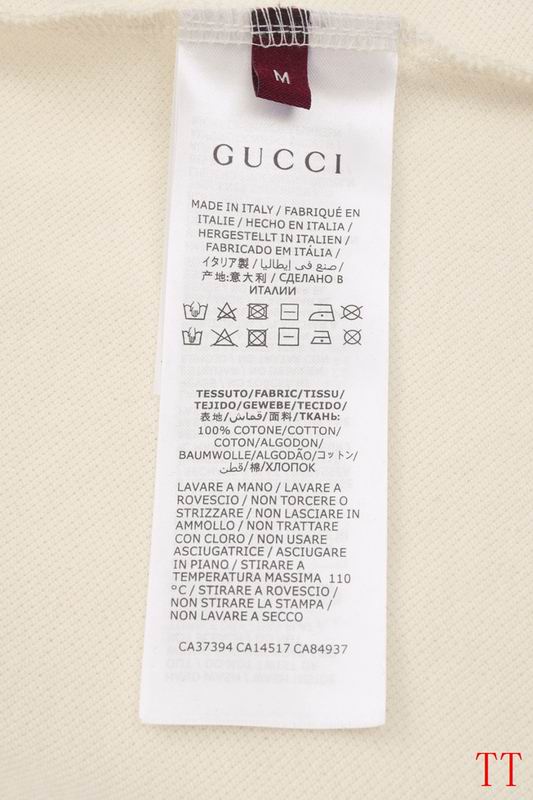 M
GUCCI
MADE IN ITALY / FABRIQUÉ EN
ITALIE / HECHO EN ITALIA /
HERGESTELLT IN ITALIEN /
FABRICADO EM ITÁLIA /
イタリア製 / صنع في إيطاليا /
产地:意大利 / СДЕЛАНО В
ИТАЛИИ
TESSUTO/FABRIC/TISSU/
TEJIDO/GEWEBE/TECIDO/
表地/قماش/面料/ТКАНЬ:
100% COTONE/COTTON/
COTON/ALGODON/
BAUMWOLLE/ALGODÃO/コットン/
قطن/棉/ХЛОПОК
LAVARE A MANO / LAVARE A
ROVESCIO / NON TORCERE O
STRIZZARE / NON LASCIARE IN
AMMOLLO / NON TRATTARE
CON CLORO / NON USARE
ASCIUGATRICE / ASCIUGARE
IN PIANO / STIRARE A
TEMPERATURA MASSIMA 110
°C / STIRARE A ROVESCIO /
NON STIRARE LA STAMPA /
NON LAVARE A SECCO
CA37394 CA14517 CA84937
TT